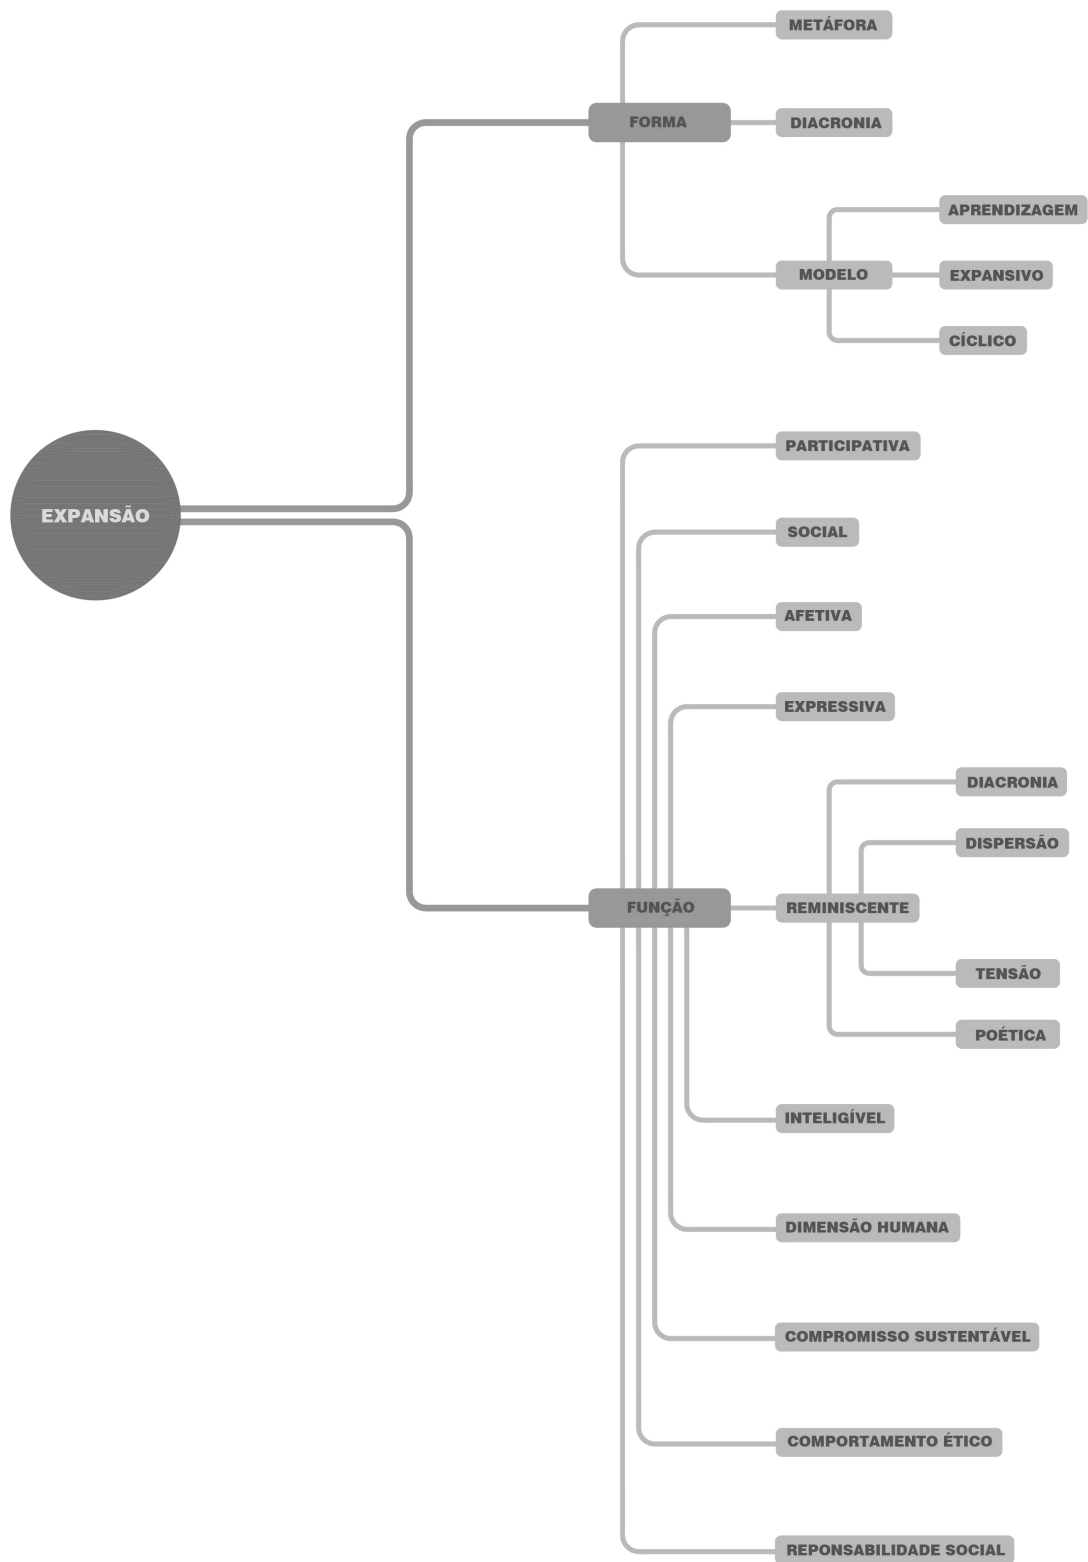 METÁFORA
FORMA
DIACRONIA
APRENDIZAGEM
MODELO
EXPANSIVO
CÍCLICO
PARTICIPATIVA
EXPANSÃO
SOCIAL
AFETIVA
EXPRESSIVA
DIACRONIA
DISPERSÃO
FUNÇÃO
REMINISCENTE
TENSÃO
POÉTICA
INTELIGÍVEL
DIMENSÃO HUMANA
COMPROMISSO SUSTENTÁVEL
COMPORTAMENTO ÉTICO
REPONSABILIDADE SOCIAL